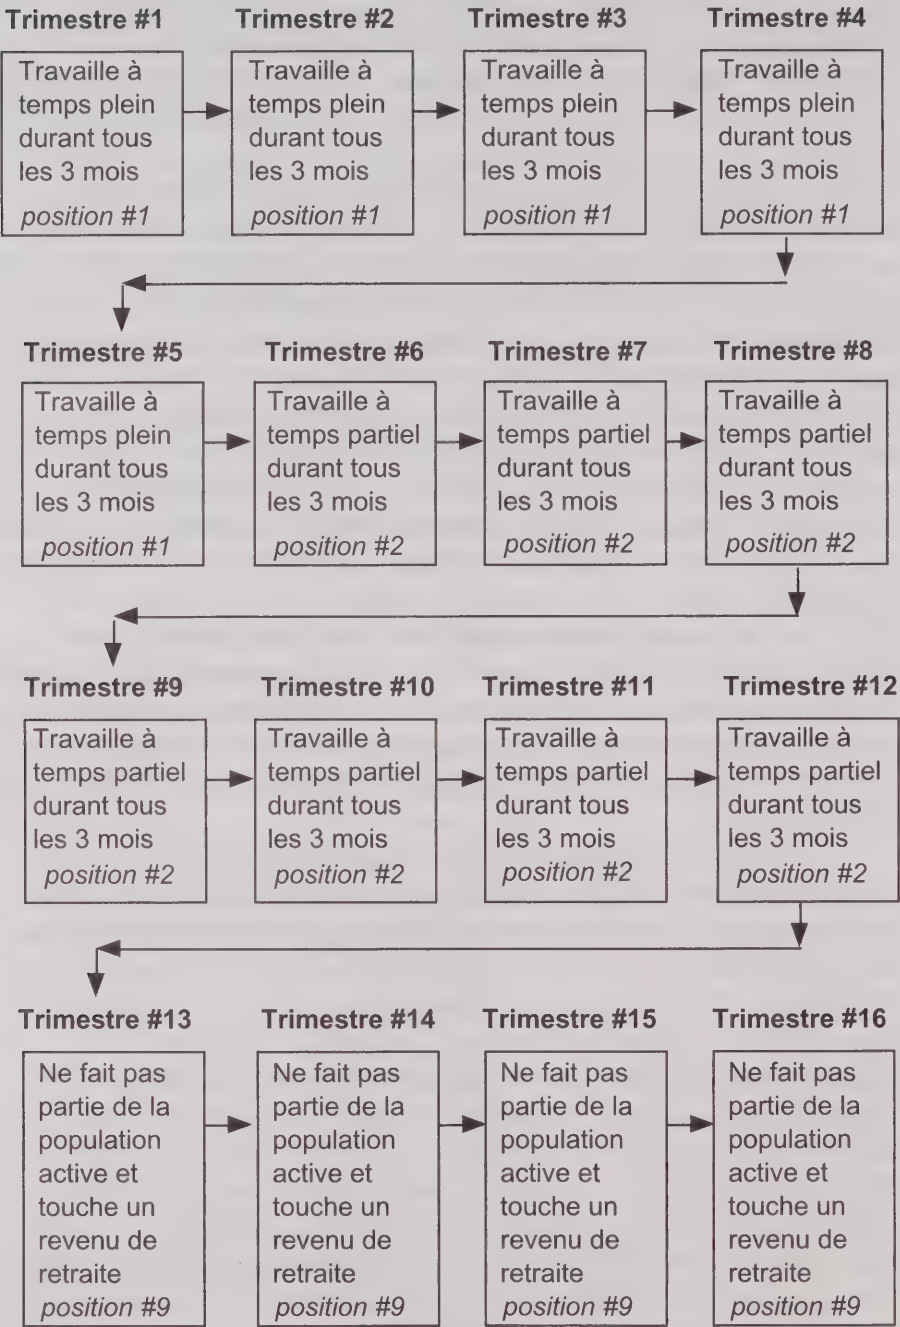 Trimestre #1
Travaille à
temps plein
durant tous
les 3 mois
position #1
Trimestre #2
Travaille à
temps plein
durant tous
les 3 mois
position #1
Trimestre #3
Travaille à
temps plein
durant tous
les 3 mois
position #1
Trimestre #4
Travaille à
temps plein
durant tous
les 3 mois
position #1
Trimestre #5
Travaille à
temps plein
durant tous
les 3 mois
position #1
Trimestre #6
Travaille à
temps partiel
durant tous
les 3 mois
position #2
Trimestre #7
Travaille à
temps partiel
durant tous
les 3 mois
position #2
Trimestre #8
Travaille à
temps partiel
durant tous
les 3 mois
position #2
Trimestre #9
Travaille à
temps partiel
durant tous
les 3 mois
position #2
Trimestre #10
Travaille à
temps partiel
durant tous
les 3 mois
position #2
Trimestre #11
Travaille à
temps partiel
durant tous
les 3 mois
position #2
Trimestre #12
Travaille à
temps partiel
durant tous
les 3 mois
position #2
Trimestre #13
Ne fait pas
partie de la
population
active et
touche un
revenu de
retraite
position #9
Trimestre #14
Ne fait pas
partie de la
population
active et
touche un
revenu de
retraite
position #9
Trimestre #15
Ne fait pas
partie de la
population
active et
touche un
revenu de
retraite
position #9
Trimestre #16
Ne fait pas
partie de la
population
active et
touche un
revenu de
retraite
position #9